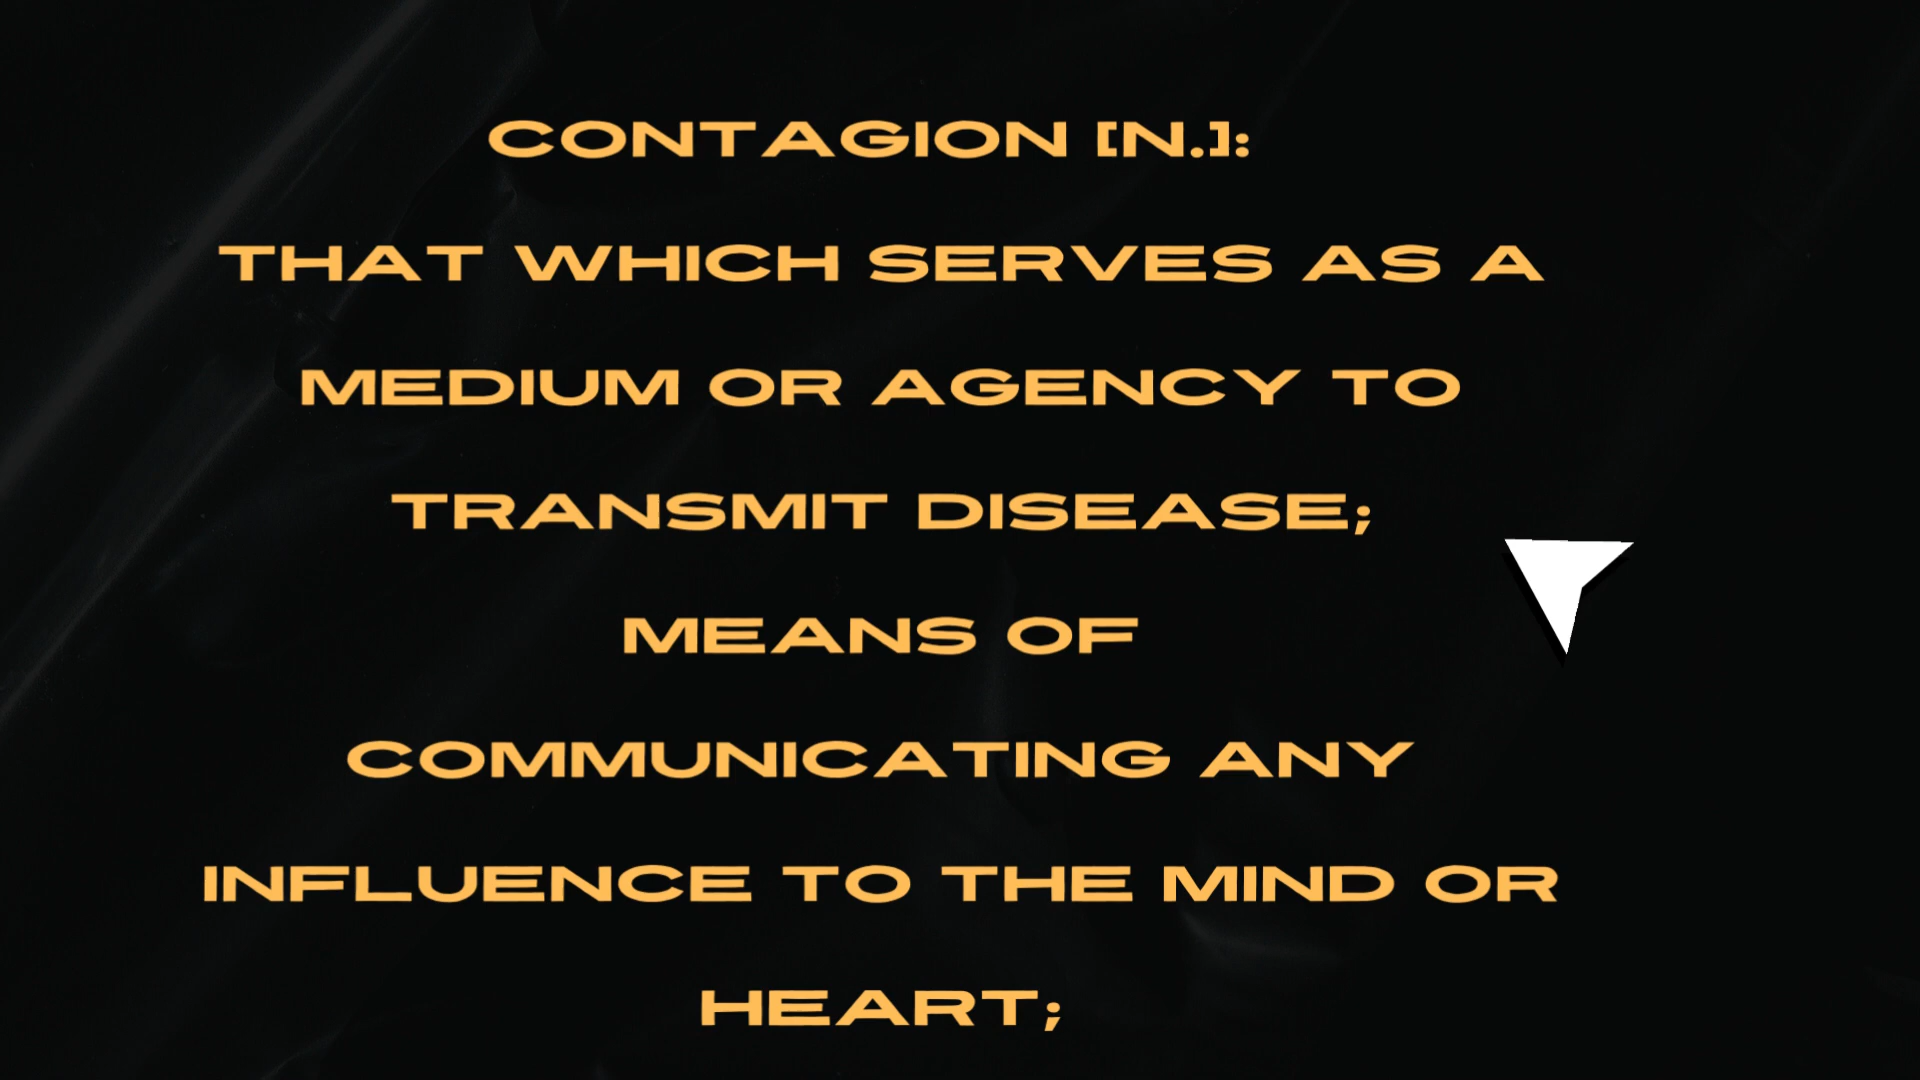 CONTAGION [N.]:
THAT WHICH SERVES AS A
MEDIUM OR AGENCY TO
TRANSMIT DISEASE;
MEANS OF
COMMUNICATING ANY
INFLUENCE TO THE MIND OR
HEART;